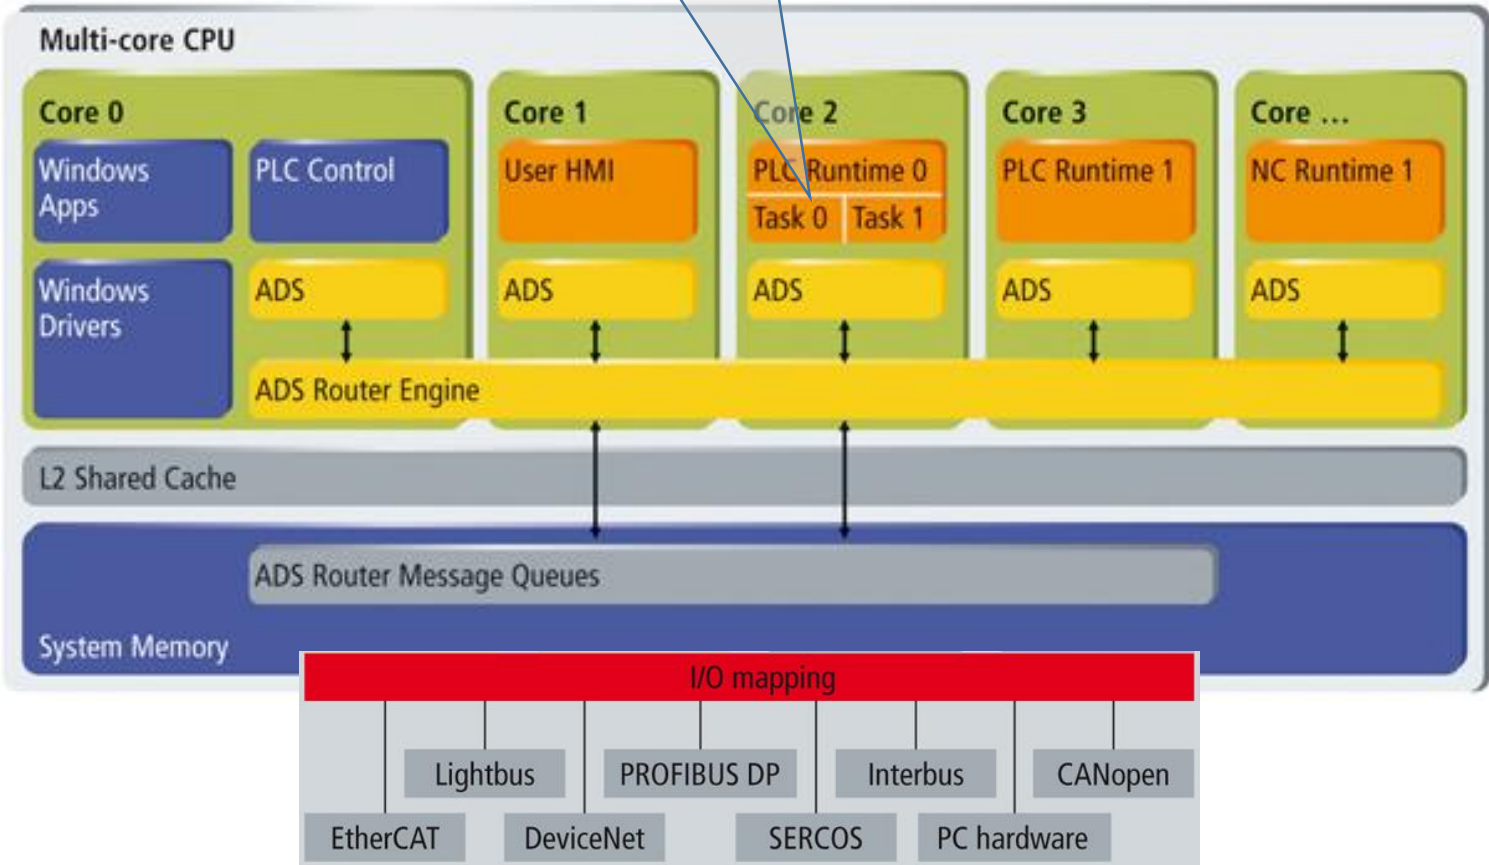 Multi-core CPU
Core 0
Core 1
Core 2
Core 3
Core ...
Windows
Apps
PLC Control
User HMI
PLC Runtime 0
Task 0
Task 1
PLC Runtime 1
NC Runtime 1
Windows
Drivers
ADS
ADS
ADS
ADS
ADS
ADS Router Engine
L2 Shared Cache
ADS Router Message Queues
System Memory
I/O mapping
Lightbus
PROFIBUS DP
Interbus
CANopen
EtherCAT
DeviceNet
SERCOS
PC hardware